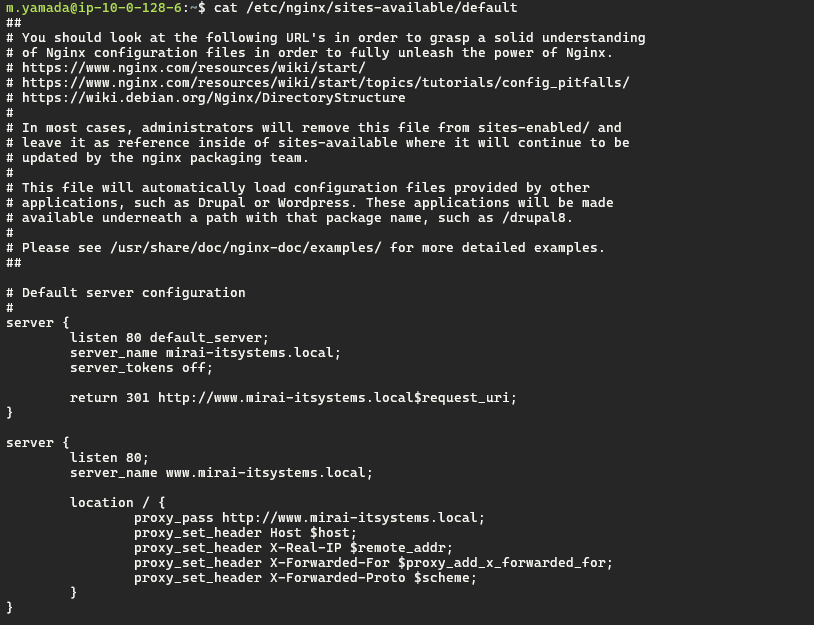 m.yamada@ip-10-0-128-6:~$ cat /etc/nginx/sites-available/default
##
# You should look at the following URL's in order to grasp a solid understanding
# of Nginx configuration files in order to fully unleash the power of Nginx.
# https://www.nginx.com/resources/wiki/start/
# https://www.nginx.com/resources/wiki/start/topics/tutorials/config_pitfalls/
# https://wiki.debian.org/Nginx/DirectoryStructure
#
# In most cases, administrators will remove this file from sites-enabled/ and
# leave it as reference inside of sites-available where it will continue to be
# updated by the nginx packaging team.
#
# This file will automatically load configuration files provided by other
# applications, such as Drupal or Wordpress. These applications will be made
# available underneath a path with that package name, such as /drupal8.
#
# Please see /usr/share/doc/nginx-doc/examples/ for more detailed examples.
##

# Default server configuration
#
server {
        listen 80 default_server;
        server_name mirai-itsystems.local;
        server_tokens off;

        return 301 http://www.mirai-itsystems.local$request_uri;
}

server {
        listen 80;
        server_name www.mirai-itsystems.local;

        location / {
                proxy_pass http://www.mirai-itsystems.local;
                proxy_set_header Host $host;
                proxy_set_header X-Real-IP $remote_addr;
                proxy_set_header X-Forwarded-For $proxy_add_x_forwarded_for;
                proxy_set_header X-Forwarded-Proto $scheme;
        }
}